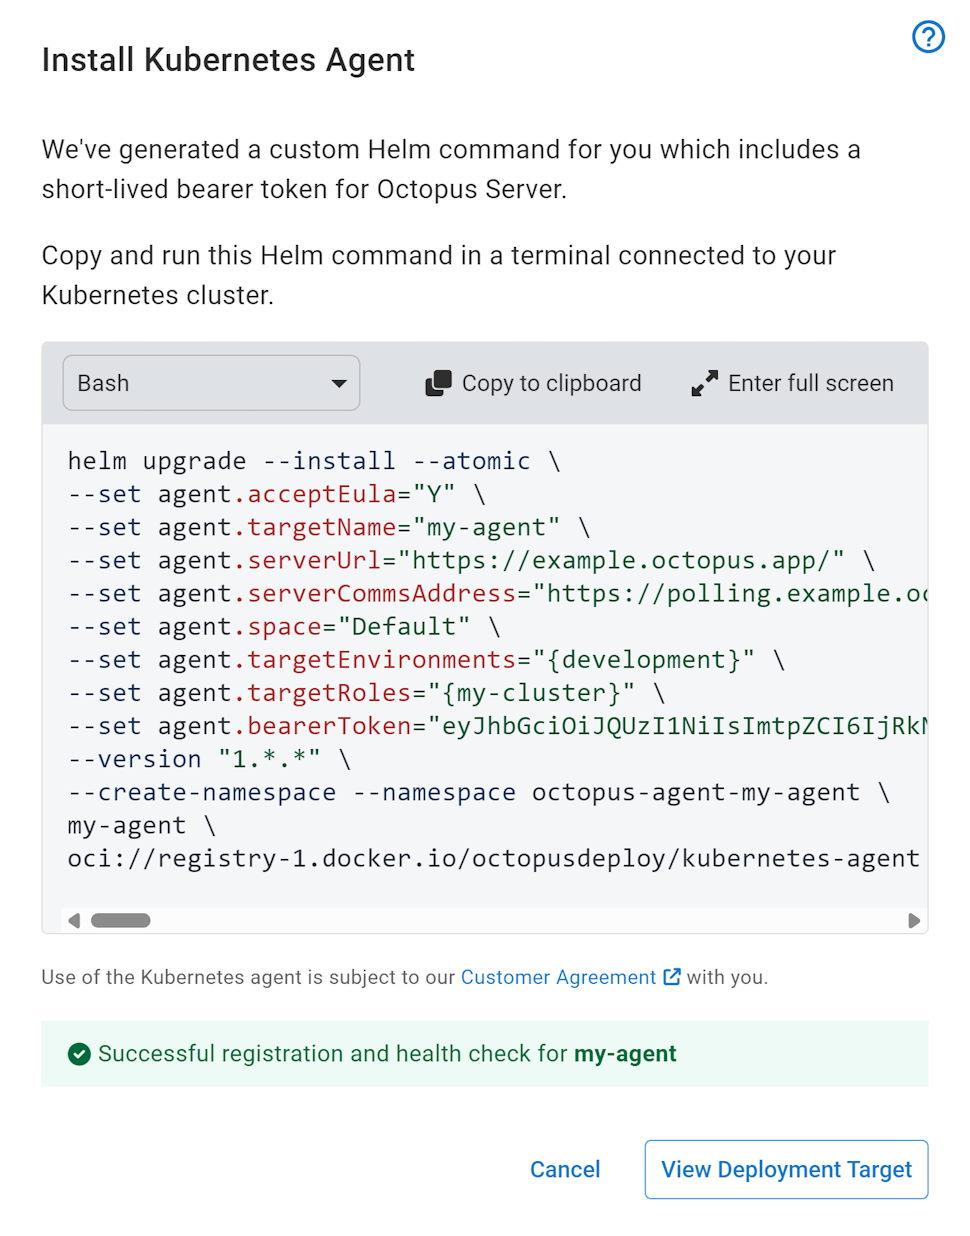 Install Kubernetes Agent
We've generated a custom Helm command for you which includes a
short-lived bearer token for Octopus Server.
Copy and run this Helm command in a terminal connected to your
Kubernetes cluster.
Bash
Copy to clipboard
Enter full screen
helm upgrade --install --atomic \
--set agent.acceptEula="Y" \
--set agent.targetName="my-agent" \
--set agent.serverUrl="https://example.octopus.app/" \
--set agent.serverCommsAddress="https://polling.example.oc
--set agent.space="Default" \
--set agent.targetEnvironments="{development}" \
--set agent.targetRoles="{my-cluster}" \
--set agent.bearerToken="eyJhbGciOiJQUzI1NiIsImtpZCI6IjRk
--version "1.*.*" \
--create-namespace --namespace octopus-agent-my-agent \
my-agent \
oci://registry-1.docker.io/octopusdeploy/kubernetes-agent
Use of the Kubernetes agent is subject to our Customer Agreement with you.
Successful registration and health check for my-agent
Cancel
View Deployment Target